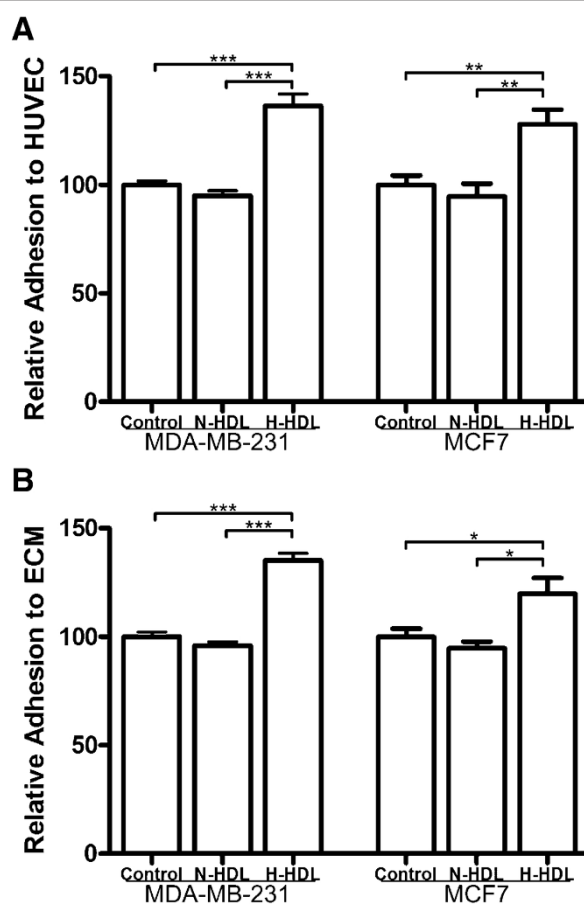 A
Relative Adhesion to HUVEC
150
100
50
0
***
***
**
**
Control N-HDL H-HDL Control N-HDL H-HDL
MDA-MB-231 MCF7
B
Relative Adhesion to ECM
150
100
50
0
***
***
*
*
Control N-HDL H-HDL Control N-HDL H-HDL
MDA-MB-231 MCF7